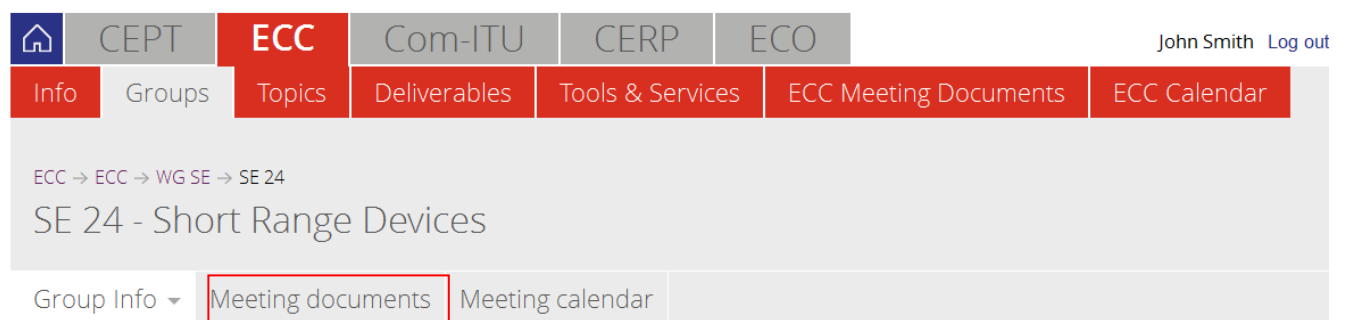 CEPT ECC Com-ITU CERP ECO John Smith Log out
Info Groups Topics Deliverables Tools & Services ECC Meeting Documents ECC Calendar
ECC → ECC → WG SE → SE 24
SE 24 - Short Range Devices
Group Info Meeting documents Meeting calendar